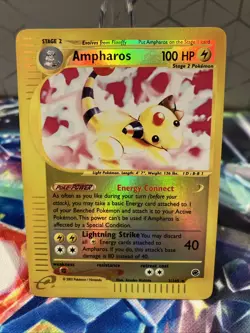 STAGE 2
Evolves from Flaaffy
Put Ampharos on the Stage 1 card
Ampharos
100 HP
Stage 2 Pokémon
Light Pokémon. Length: 4' 7", Weight: 136 lbs.
Poké-POWER
Energy Connect
As often as you like during your turn (before your
attack), you may take a basic Energy card attached to 1
of your Benched Pokémon and attach it to your Active
Pokémon. This power can't be used if Ampharos is
affected by a Special Condition.
Lightning Strike You may discard
all
Energy cards attached to
Ampharos. If you do, this attack's base
damage is 80 instead of 40.
40